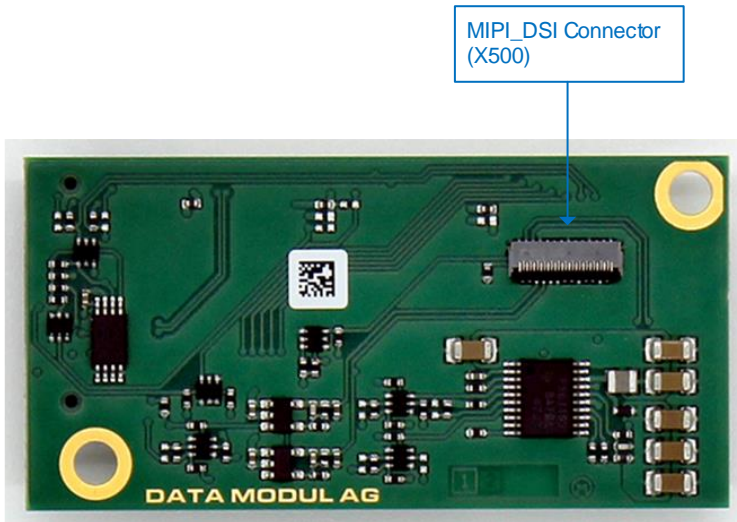 MIPI_DSI Connector
(X500)
DATA MODUL AG